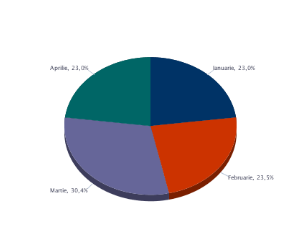 Aprilie, 23,0%
Ianuarie, 23,0%
Februarie, 23,5%
Martie, 30,4%